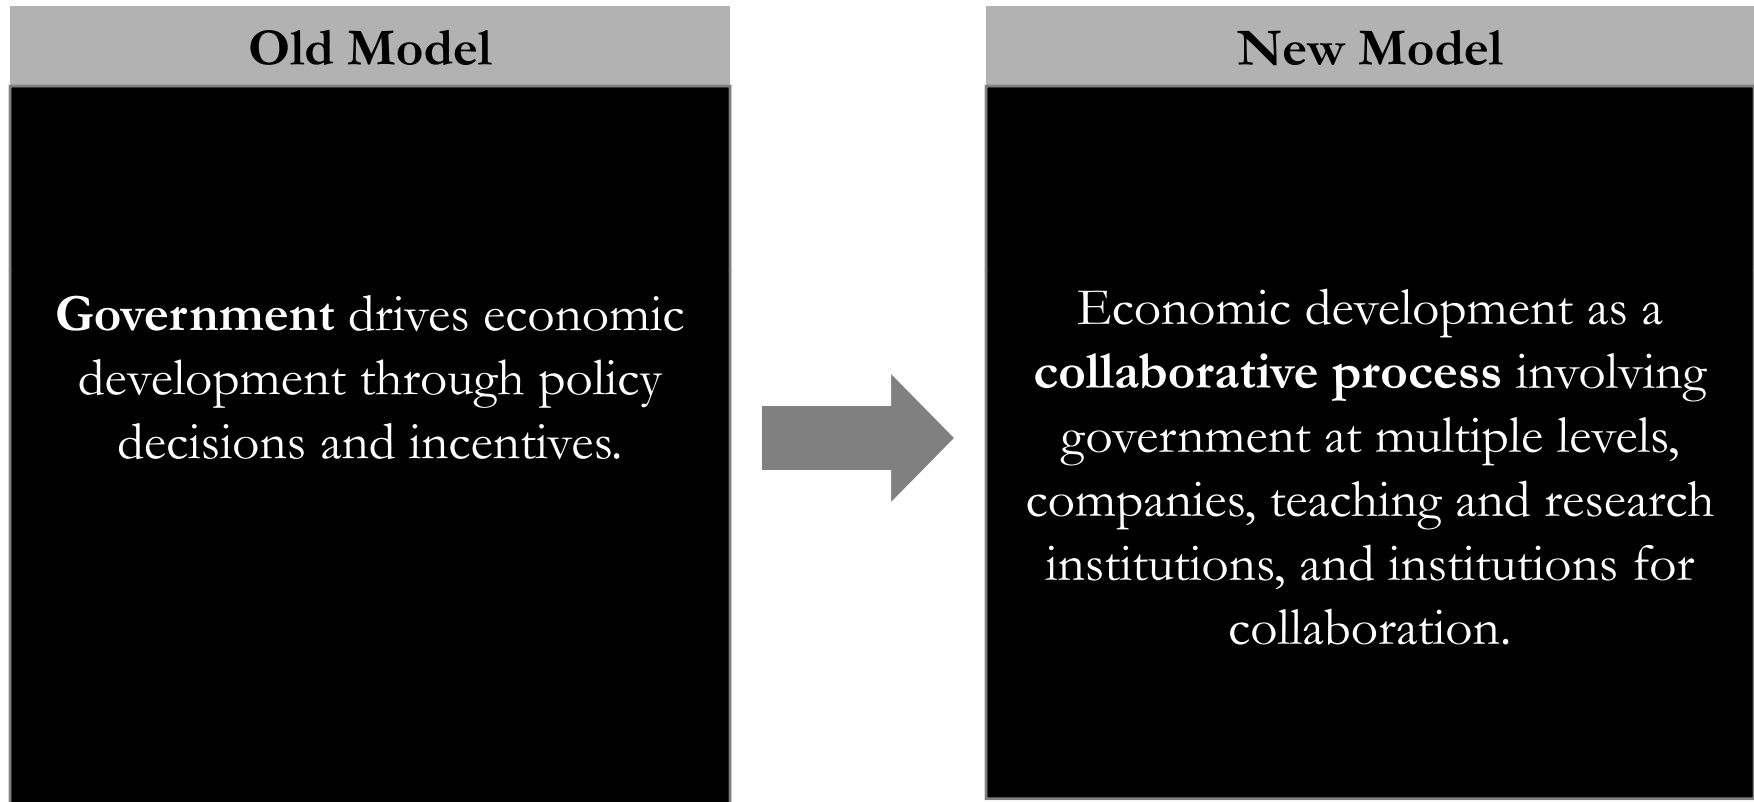 Old Model
Government drives economic
development through policy
decisions and incentives.
New Model
Economic development as a
collaborative process involving
government at multiple levels,
companies, teaching and research
institutions, and institutions for
collaboration.